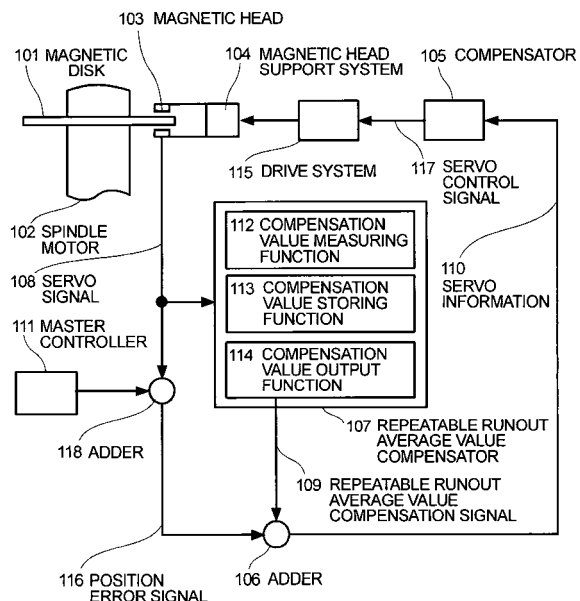 103 MAGNETIC HEAD
101 MAGNETIC
DISK
104 MAGNETIC HEAD
SUPPORT SYSTEM
105 COMPENSATOR
115 DRIVE SYSTEM
117 SERVO
CONTROL
SIGNAL
102 SPINDLE
MOTOR
108 SERVO
SIGNAL
112 COMPENSATION
VALUE MEASURING
FUNCTION
113 COMPENSATION
VALUE STORING
FUNCTION
114 COMPENSATION
VALUE OUTPUT
FUNCTION
110 SERVO
INFORMATION
111 MASTER
CONTROLLER
118 ADDER
107 REPEATABLE RUNOUT
AVERAGE VALUE
COMPENSATOR
109 REPEATABLE RUNOUT
AVERAGE VALUE
COMPENSATION SIGNAL
116 POSITION
ERROR SIGNAL
106 ADDER